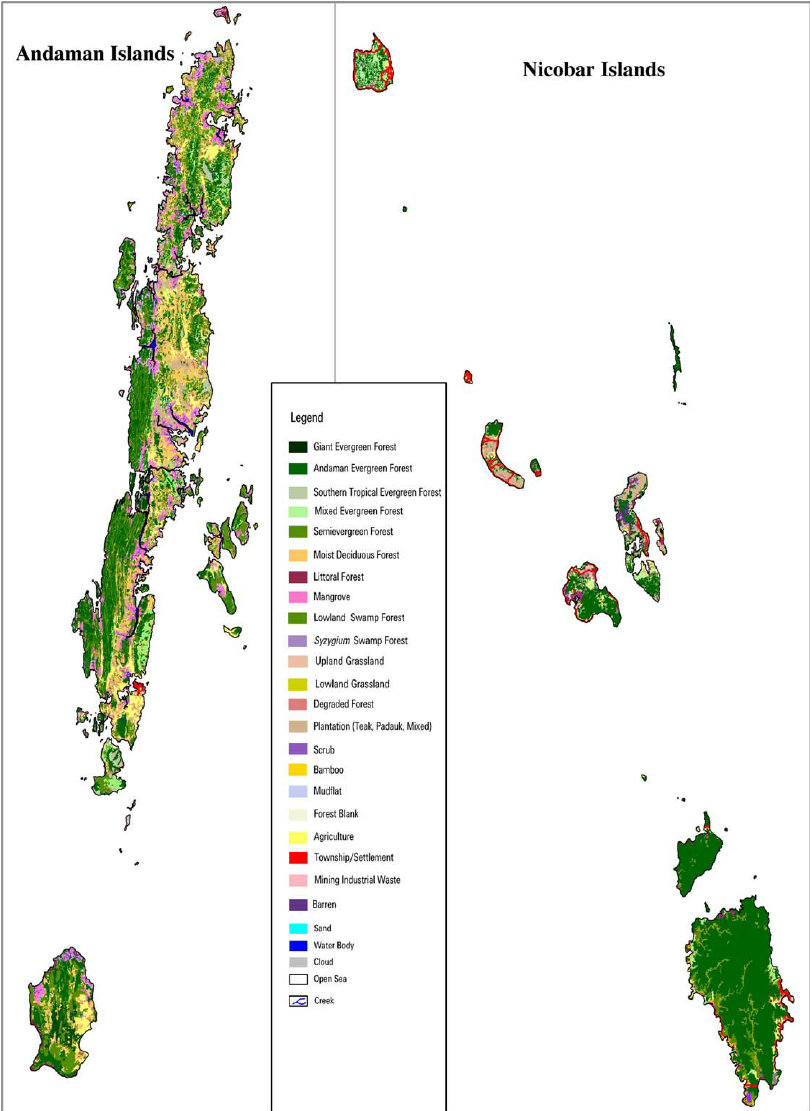 Andaman Islands
Nicobar Islands
Legend
Giant Evergreen Forest
Andaman Evergreen Forest
Southern Tropical Evergreen Forest
Mixed Evergreen Forest
Semievergreen Forest
Moist Deciduous Forest
Littoral Forest
Mangrove
Lowland Swamp Forest
Syzygium Swamp Forest
Upland Grassland
Lowland Grassland
Degraded Forest
Plantation (Teak, Padauk, Mixed)
Scrub
Bamboo
Mudflat
Forest Blank
Agriculture
Township/Settlement
Mining Industrial Waste
Barren
Sand
Water Body
Cloud
Open Sea
Creek